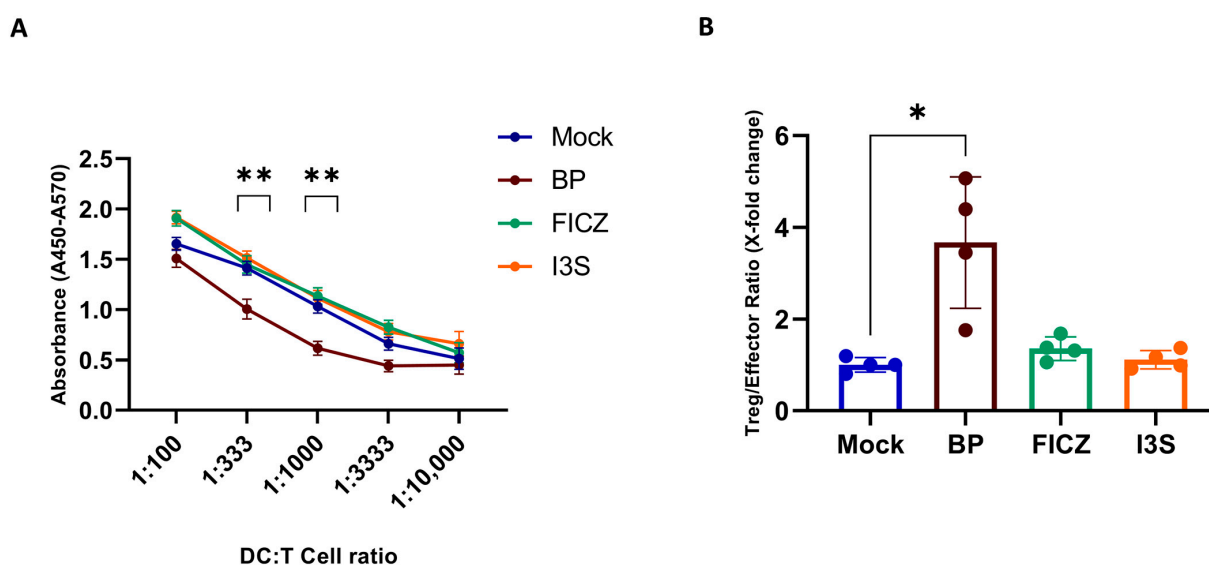 A
B
Absorbance (A450-A570)
2.5
2.0
1.5
1.0
0.5
0.0
** **
1:100
1:333
1:1000
1:3333
1:10,000
DC:T Cell ratio
Mock
BP
FICZ
I3S
Treg/Effector Ratio (X-fold change)
6
4
2
0
*
Mock BP FICZ I3S